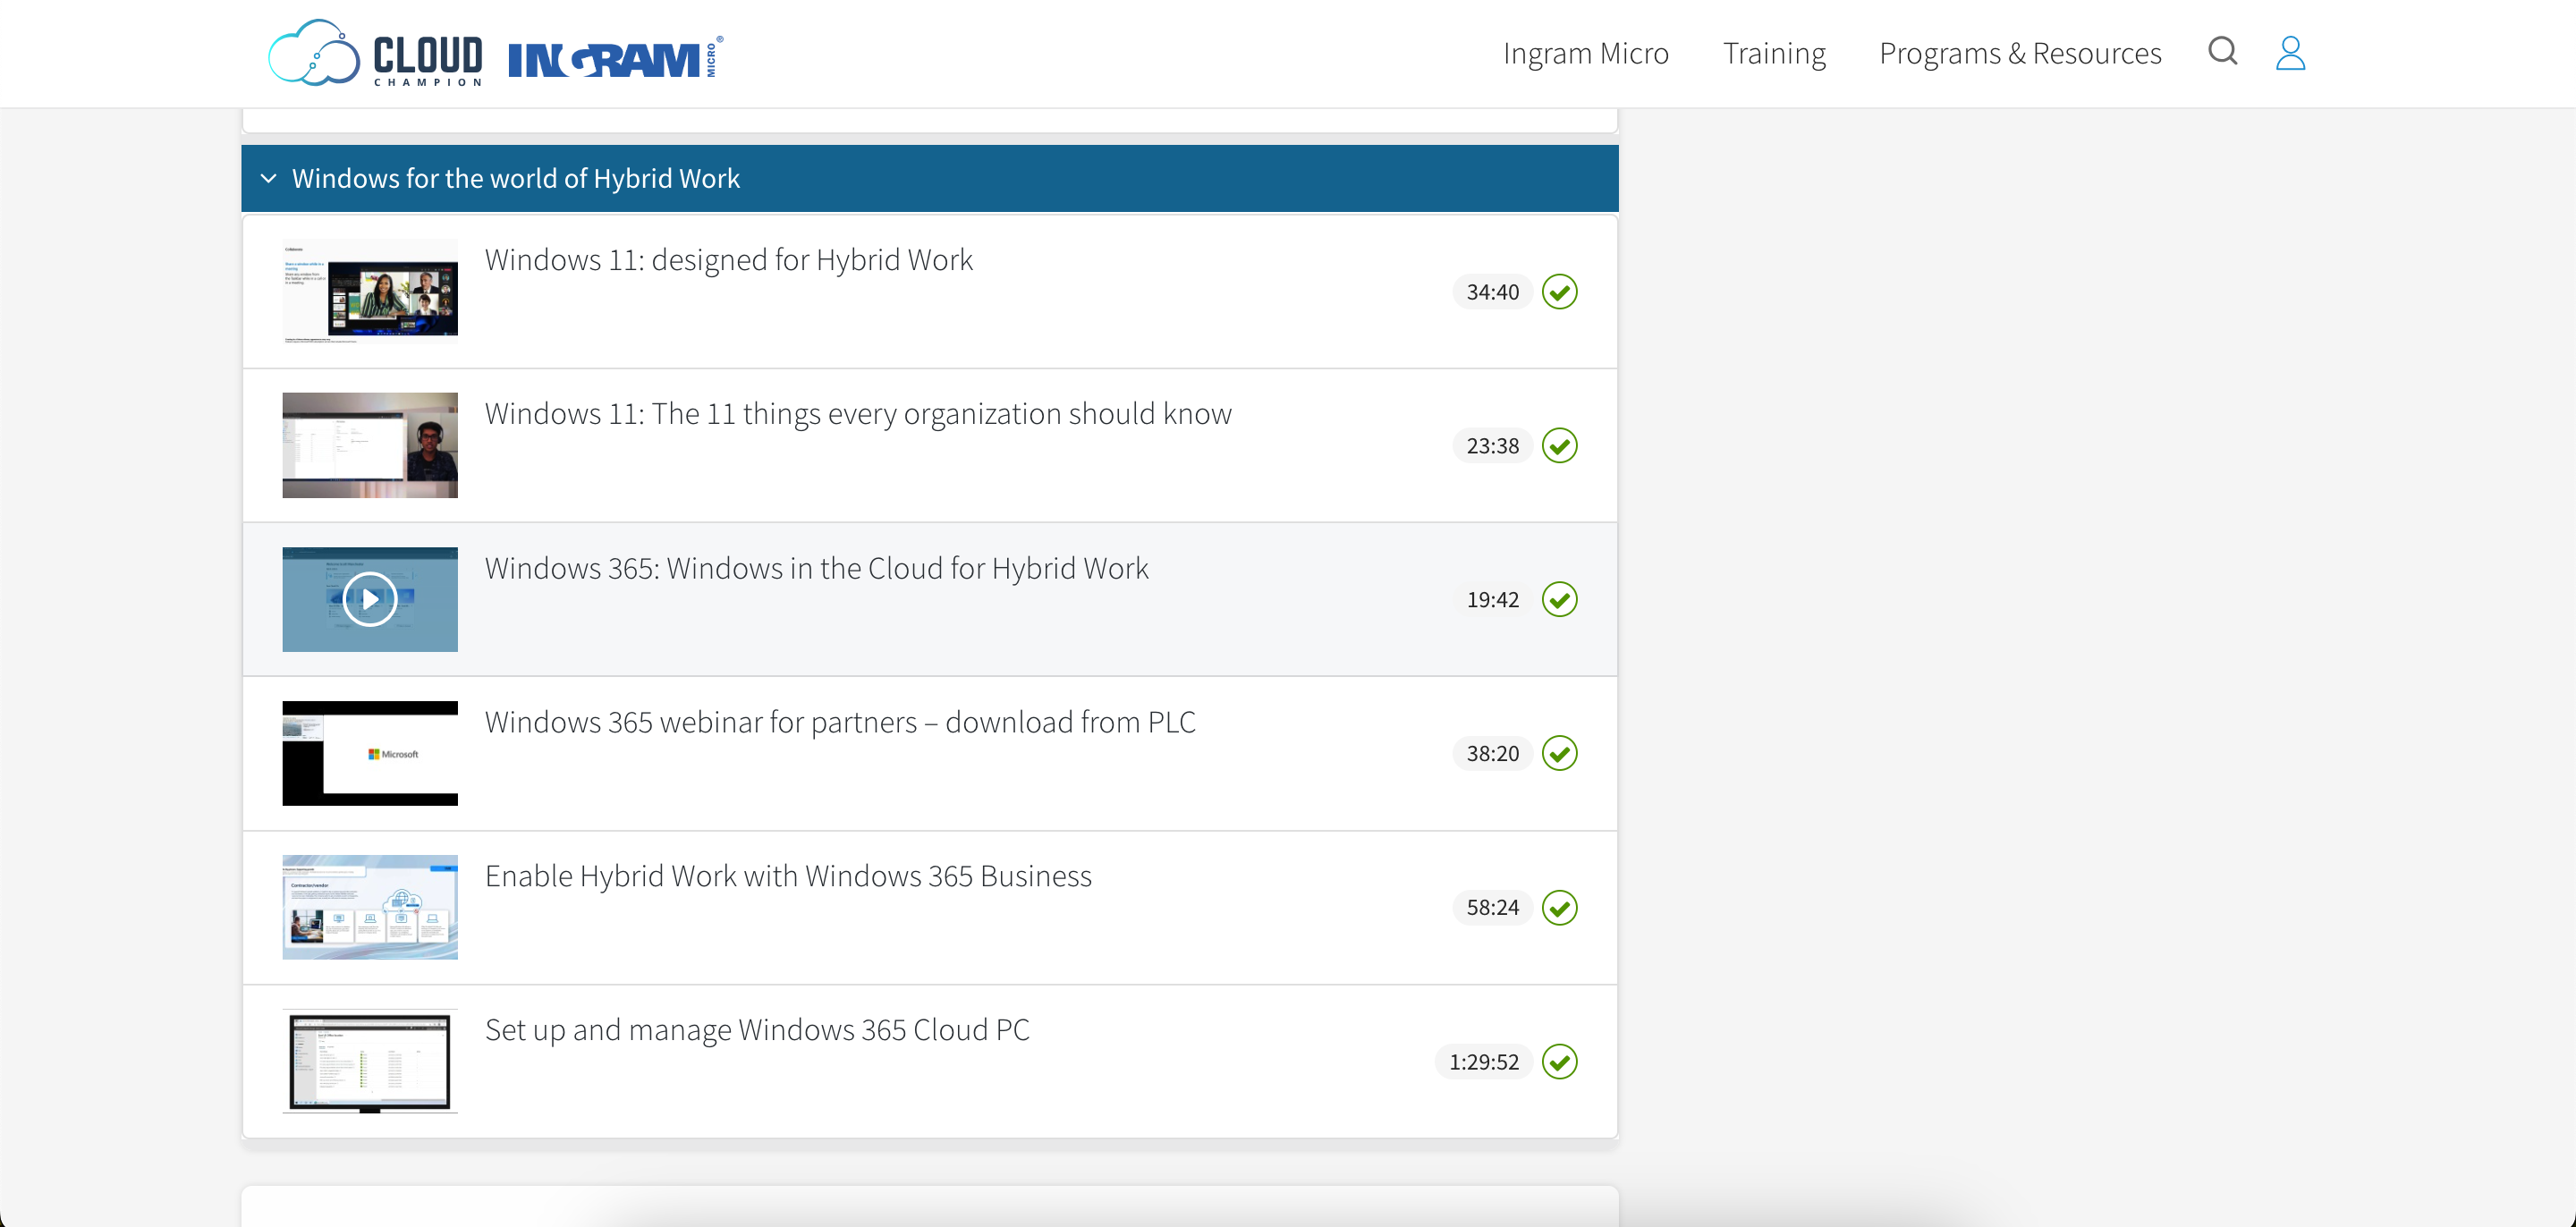 CLOUD
CHAMPION
INGRAM MICRO®
Ingram Micro
Training
Programs & Resources
Windows for the world of Hybrid Work
Windows 11: designed for Hybrid Work
34:40
Windows 11: The 11 things every organization should know
23:38
Windows 365: Windows in the Cloud for Hybrid Work
19:42
Microsoft
Windows 365 webinar for partners – download from PLC
38:20
Contractor/vendor
Enable Hybrid Work with Windows 365 Business
58:24
Set up and manage Windows 365 Cloud PC
1:29:52